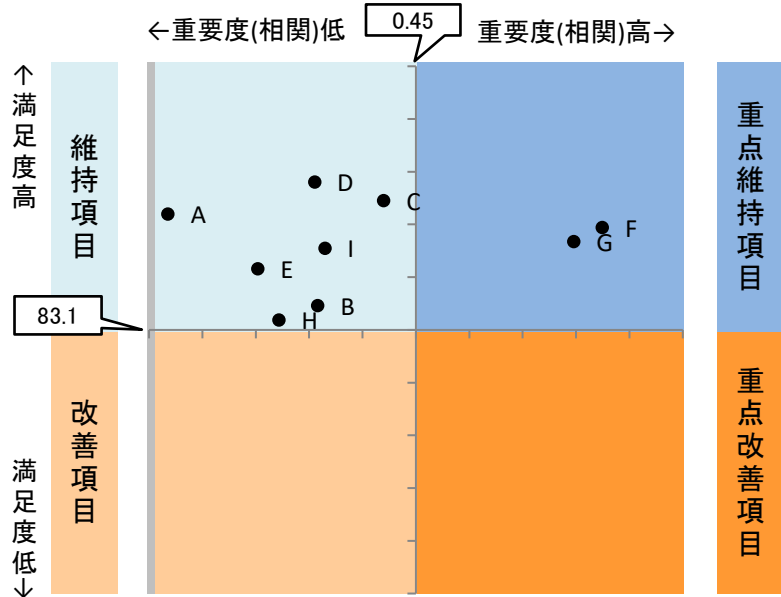 ←重要度(相関)低
0.45
重要度(相関)高→
↑満足度高
維持項目
重点維持項目
D
A
C
F
G
I
E
B
H
83.1
改善項目
重点改善項目
満足度低↓